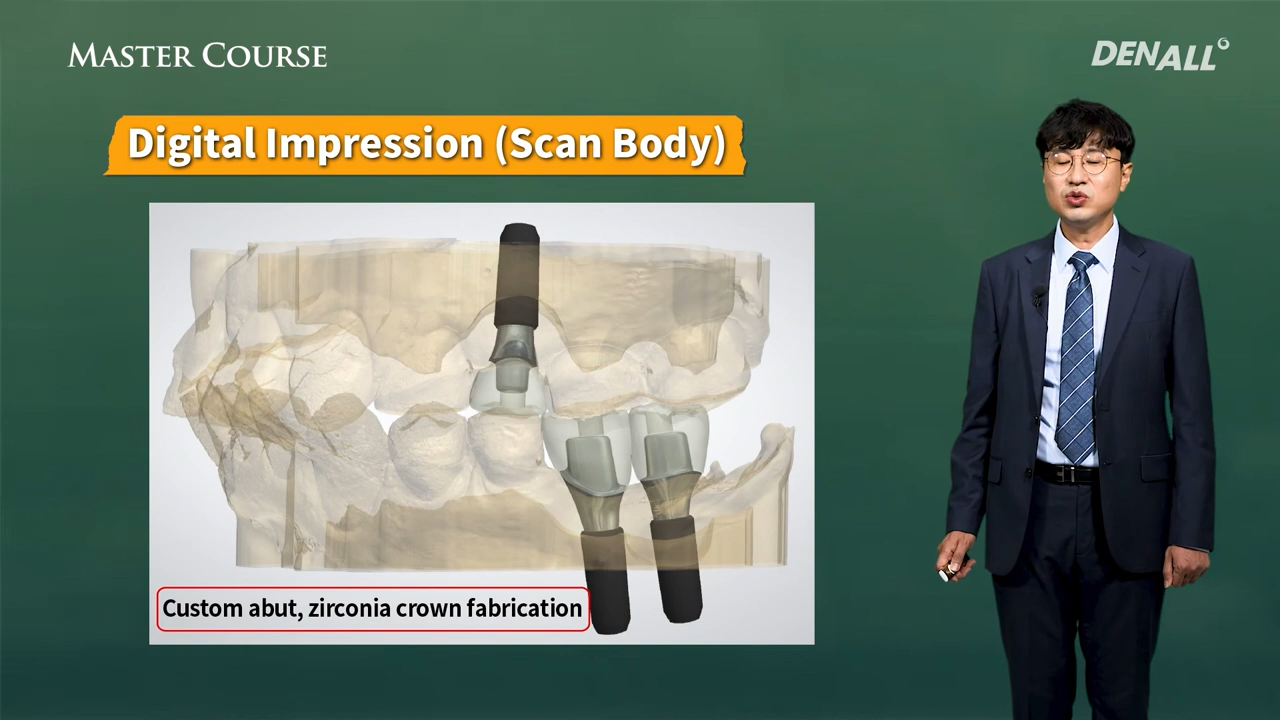 MASTER COURSE
DENALL
Digital Impression (Scan Body)
Custom abut, zirconia crown fabrication